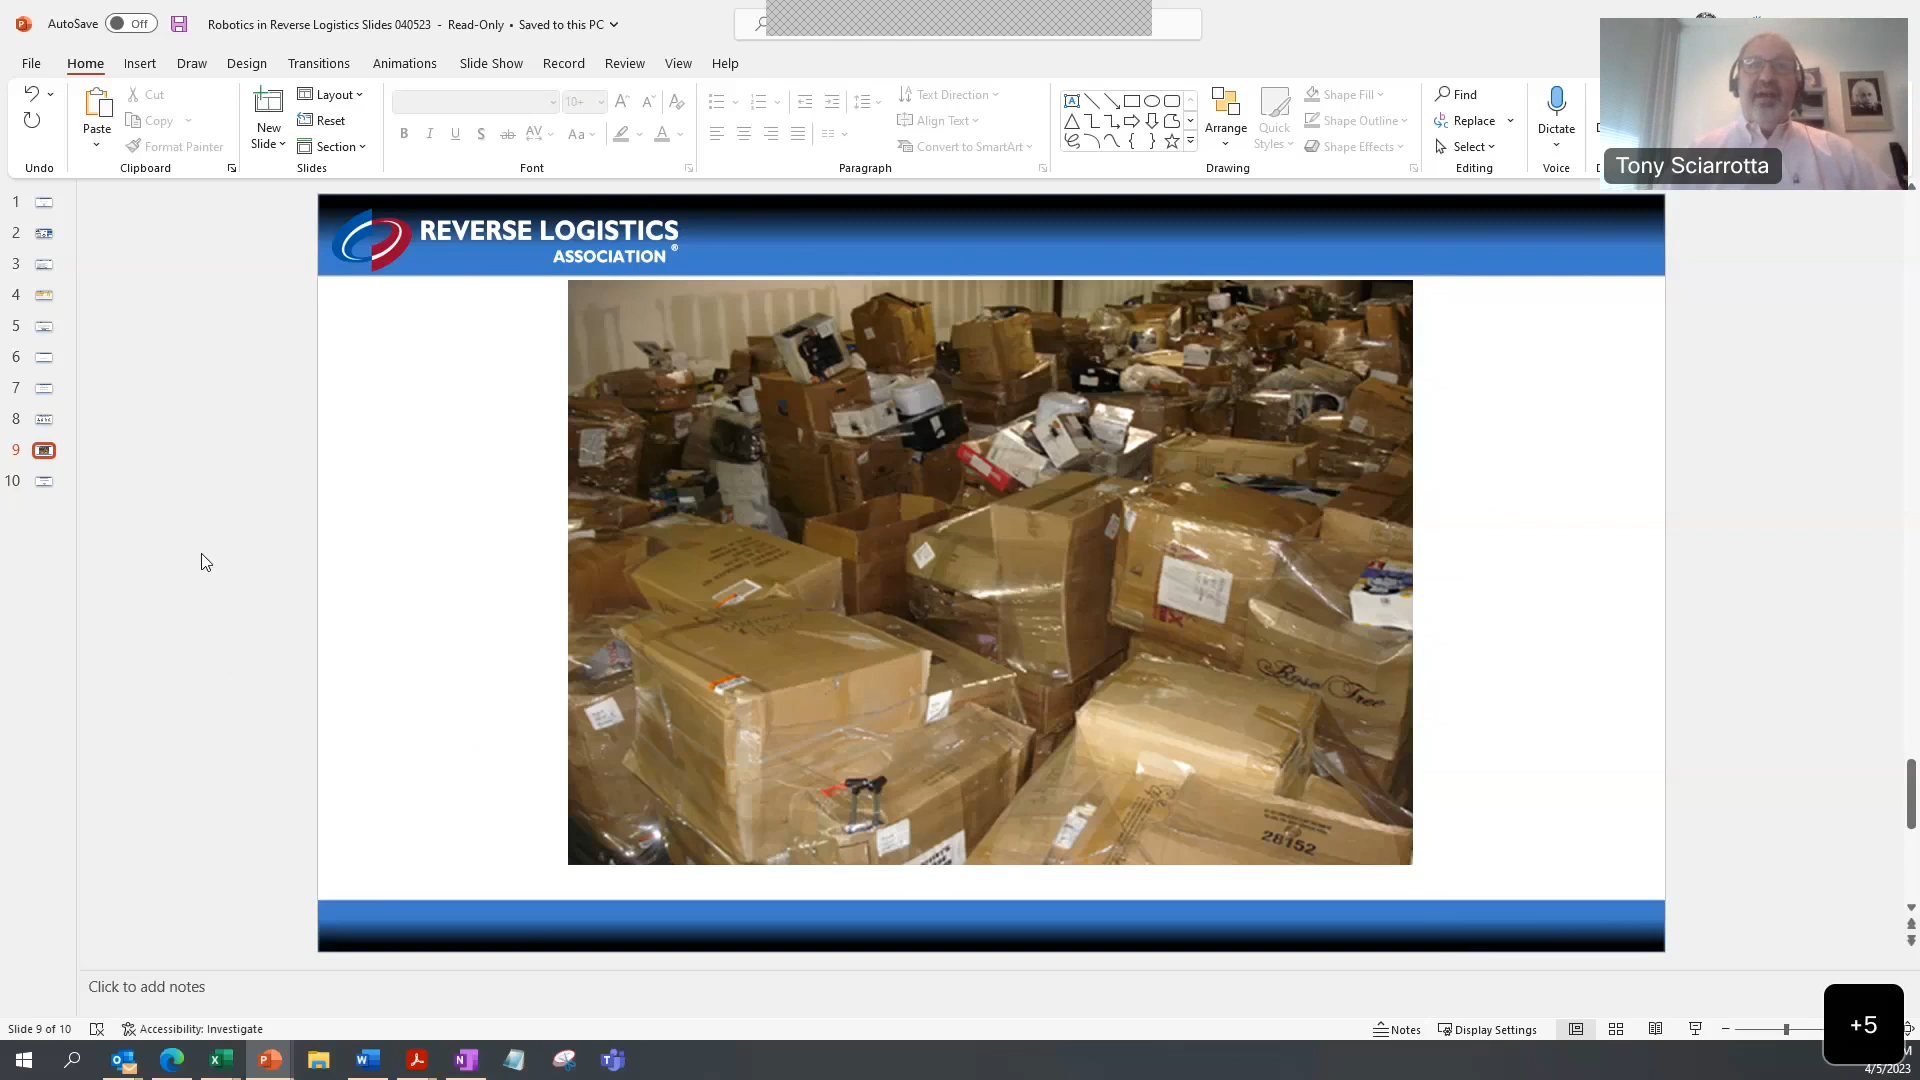 AutoSave Off Robotics in Reverse Logistics Slides 040523 - Read-Only • Saved to this PC
File Home Insert Draw Design Transitions Animations Slide Show Record Review View Help
Undo
Paste
Cut
Copy
Format Painter
Clipboard
New
Slide
Layout
Reset
Section
Slides
10+
Aa
Font
Text Direction
Align Text
Convert to SmartArt
Paragraph
Arrange
Quick
Styles
Shape Fill
Shape Outline
Shape Effects
Drawing
Find
Replace
Select
Editing
Dictate
Voice
Tony Sciarrotta
1
2
3
4
5
6
7
8
9
10
REVERSE LOGISTICS
ASSOCIATION ®
Rose Tree
28152
Click to add notes
Slide 9 of 10 Accessibility: Investigate Notes Display Settings
+5
4/5/2023